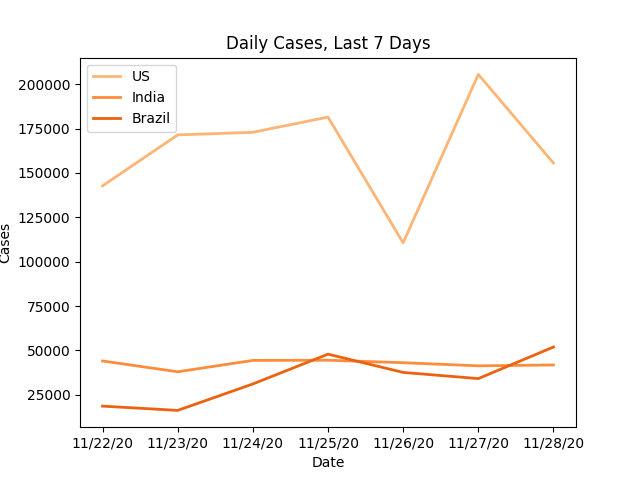 Daily Cases, Last 7 Days
US
India
Brazil
200000
175000
150000
125000
100000
75000
50000
25000
Cases
11/22/20 11/23/20 11/24/20 11/25/20 11/26/20 11/27/20 11/28/20
Date